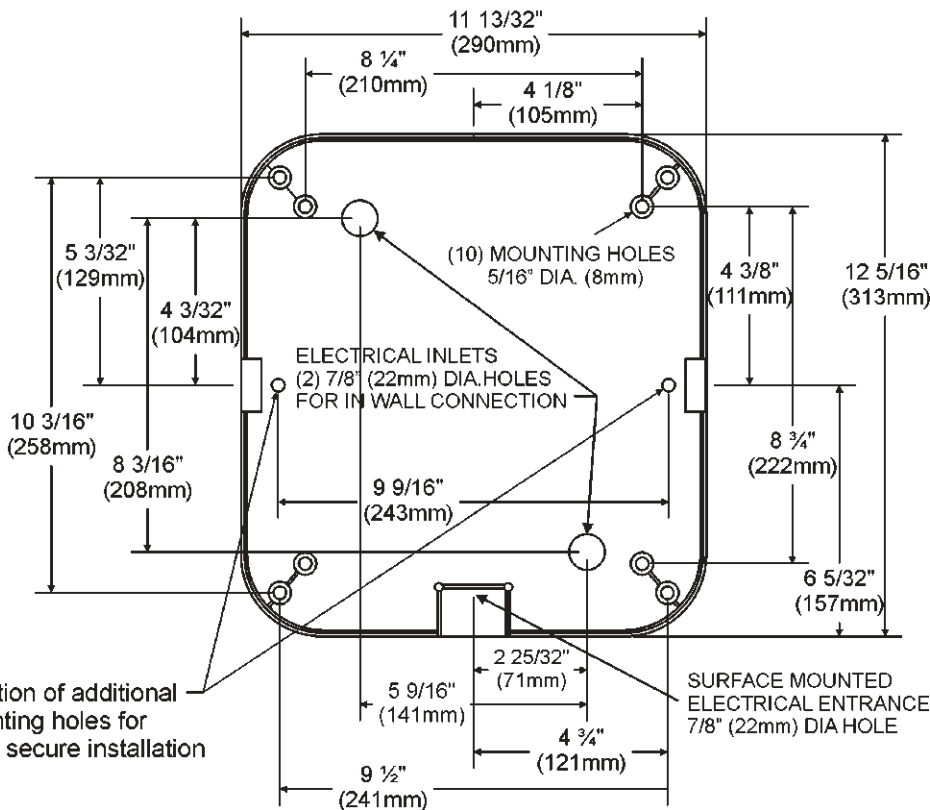 11 13/32"
(290mm)
8 ¼"
(210mm)
4 1/8"
(105mm)
5 3/32"
(129mm)
4 3/32"
(104mm)
(10) MOUNTING HOLES
5/16" DIA. (8mm)
4 3/8"
(111mm)
12 5/16"
(313mm)
ELECTRICAL INLETS
(2) 7/8" (22mm) DIA.HOLES
FOR IN WALL CONNECTION
10 3/16"
(258mm)
8 3/16"
(208mm)
8 ¾"
(222mm)
9 9/16"
(243mm)
6 5/32"
(157mm)
2 25/32"
(71mm)
5 9/16"
(141mm)
tion of additional
nting holes for
secure installation
SURFACE MOUNTED
ELECTRICAL ENTRANCE
7/8" (22mm) DIA HOLE
4 ¾"
(121mm)
9 ½"
(241mm)